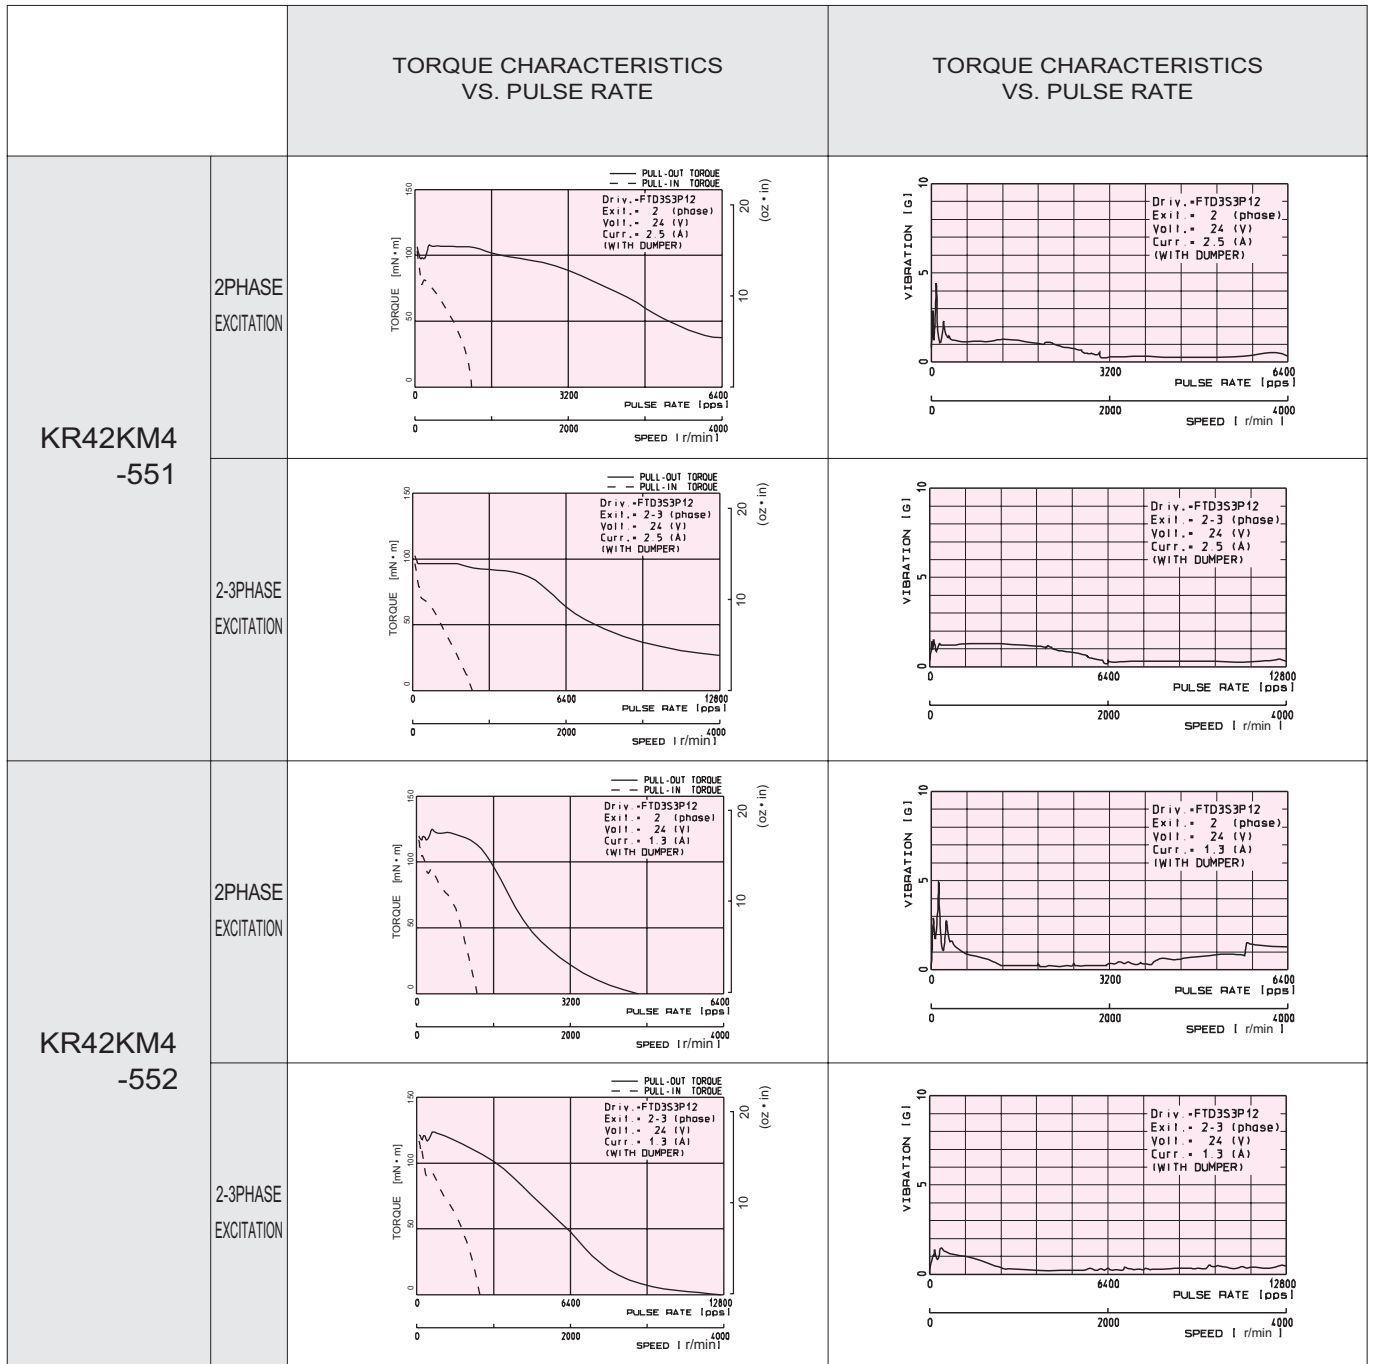 TORQUE CHARACTERISTICS
VS. PULSE RATE
TORQUE CHARACTERISTICS
VS. PULSE RATE
KR42KM4
-551
2PHASE
EXCITATION
PULL-OUT TORQUE
PULL-IN TORQUE
Driv.=FTD3S3P12
Exit.= 2 (phase)
Volt.= 24 (V)
Curr.= 2.5 (A)
(WITH DUMPER)
TORQUE [mN•m]
0 50 100 150
10 20
(oz•in)
0 3200 6400
PULSE RATE [pps]
0 2000 4000
SPEED [r/min]
Driv.=FTD3S3P12
Exit.= 2 (phase)
Volt.= 24 (V)
Curr.= 2.5 (A)
(WITH DUMPER)
VIBRATION [G]
0 5 10
0 3200 6400
PULSE RATE [pps]
0 2000 4000
SPEED [r/min]
2-3PHASE
EXCITATION
PULL-OUT TORQUE
PULL-IN TORQUE
Driv.=FTD3S3P12
Exit.= 2-3 (phase)
Volt.= 24 (V)
Curr.= 2.5 (A)
(WITH DUMPER)
TORQUE [mN•m]
0 50 100 150
10 20
(oz•in)
0 6400 12800
PULSE RATE [pps]
0 2000 4000
SPEED [r/min]
Driv.=FTD3S3P12
Exit.= 2-3 (phase)
Volt.= 24 (V)
Curr.= 2.5 (A)
(WITH DUMPER)
VIBRATION [G]
0 5 10
0 6400 12800
PULSE RATE [pps]
0 2000 4000
SPEED [r/min]
KR42KM4
-552
2PHASE
EXCITATION
PULL-OUT TORQUE
PULL-IN TORQUE
Driv.=FTD3S3P12
Exit.= 2 (phase)
Volt.= 24 (V)
Curr.= 1.3 (A)
(WITH DUMPER)
TORQUE [mN•m]
0 50 100 150
10 20
(oz•in)
0 3200 6400
PULSE RATE [pps]
0 2000 4000
SPEED [r/min]
Driv.=FTD3S3P12
Exit.= 2 (phase)
Volt.= 24 (V)
Curr.= 1.3 (A)
(WITH DUMPER)
VIBRATION [G]
0 5 10
0 3200 6400
PULSE RATE [pps]
0 2000 4000
SPEED [r/min]
2-3PHASE
EXCITATION
PULL-OUT TORQUE
PULL-IN TORQUE
Driv.=FTD3S3P12
Exit.= 2-3 (phase)
Volt.= 24 (V)
Curr.= 1.3 (A)
(WITH DUMPER)
TORQUE [mN•m]
0 50 100 150
10 20
(oz•in)
0 6400 12800
PULSE RATE [pps]
0 2000 4000
SPEED [r/min]
Driv.=FTD3S3P12
Exit.= 2-3 (phase)
Volt.= 24 (V)
Curr.= 1.3 (A)
(WITH DUMPER)
VIBRATION [G]
0 5 10
0 6400 12800
PULSE RATE [pps]
0 2000 4000
SPEED [r/min]